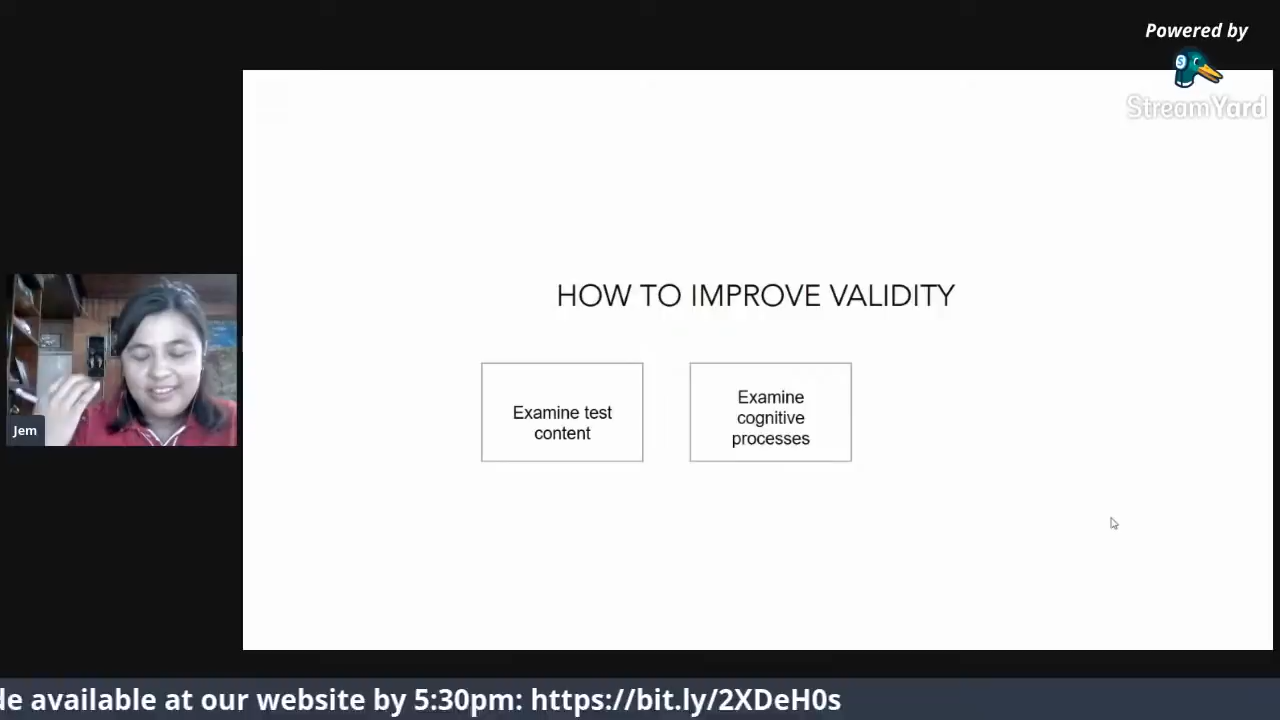 Powered by
StreamYard
HOW TO IMPROVE VALIDITY
Examine test
content
Examine
cognitive
processes
Jem
available at our website by 5:30pm: https://bit.ly/2XDeH0s